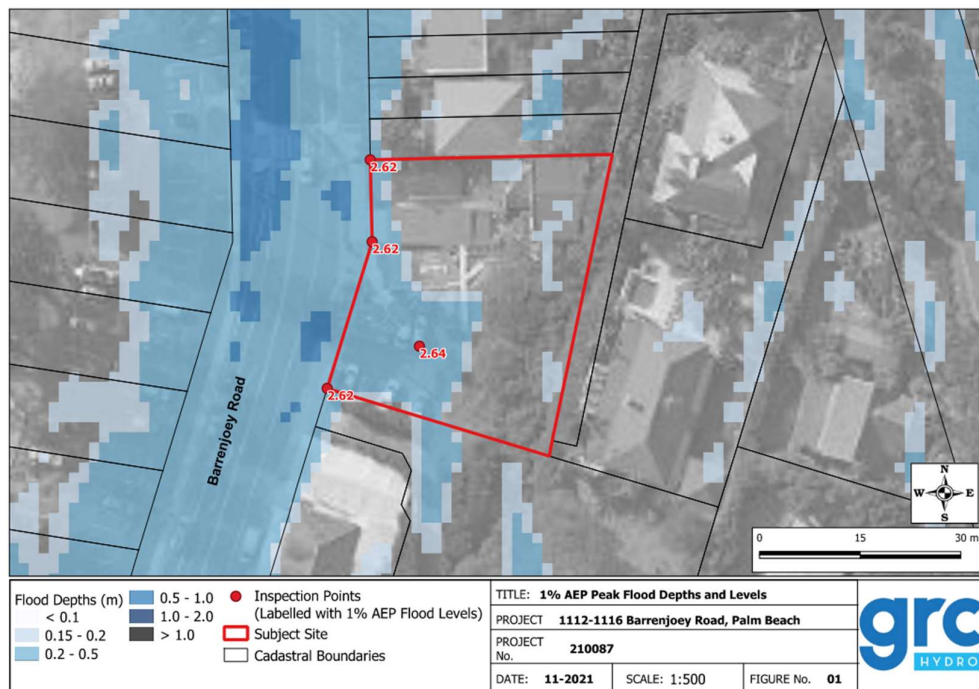 2.62
2.62
2.64
2.62
Barrenjoey Road
N
W E
S
0 15 30 m
Flood Depths (m)
< 0.1
0.15 - 0.2
0.2 - 0.5
0.5 - 1.0
1.0 - 2.0
> 1.0
Inspection Points
(Labelled with 1% AEP Flood Levels)
Subject Site
Cadastral Boundaries
TITLE: 1% AEP Peak Flood Depths and Levels
PROJECT 1112-1116 Barrenjoey Road, Palm Beach
PROJECT
No. 210087
DATE: 11-2021 SCALE: 1:500 FIGURE No. 01
grc
HYDRO